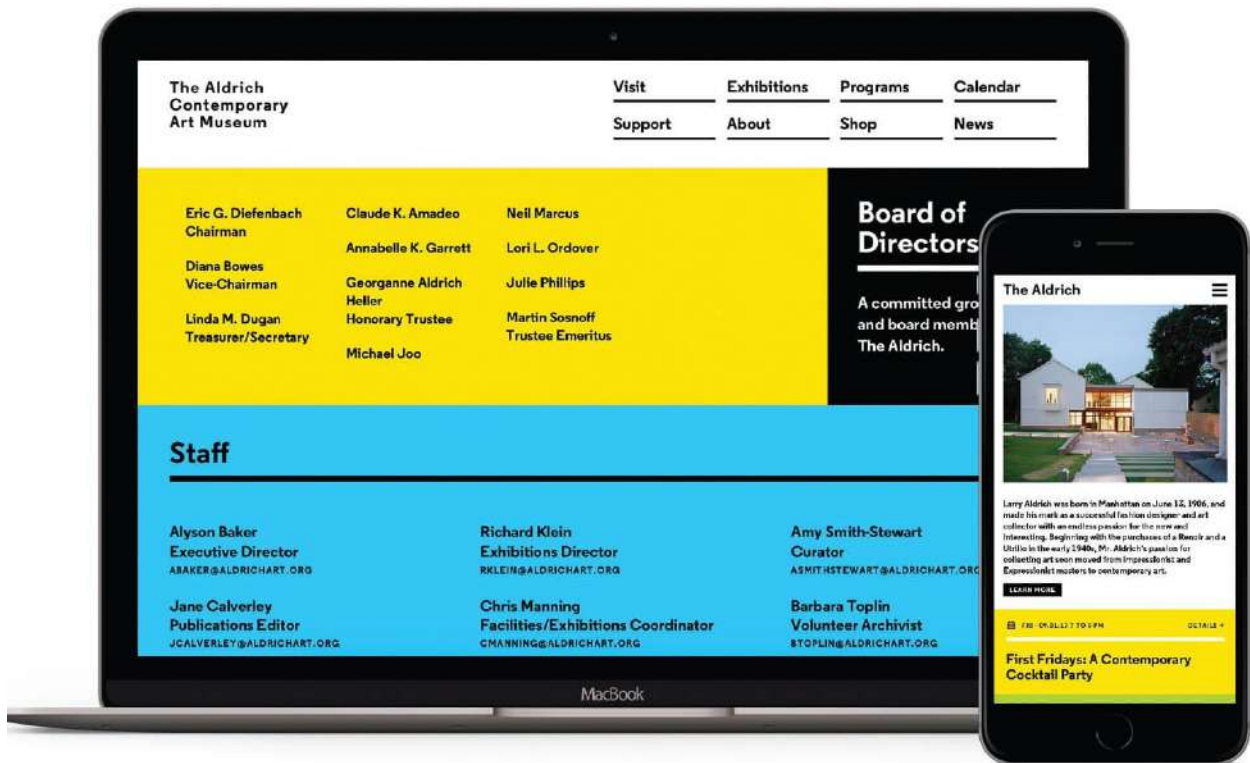 The Aldrich
Contemporary
Art Museum
Visit
Exhibitions
Programs
Calendar
Support
About
Shop
News
Eric G. Diefenbach
Chairman
Diana Bowes
Vice-Chairman
Linda M. Dugan
Treasurer/Secretary
Claude K. Amadeo
Annabelle K. Garrett
Georganne Aldrich
Heller
Honorary Trustee
Michael Joo
Neil Marcus
Lori L. Ordover
Julie Phillips
Martin Sosnoff
Trustee Emeritus
Board of
Directors
A committed gro
and board memb
The Aldrich.
Staff
Alyson Baker
Executive Director
ABAKER@ALDRICHART.ORG
Richard Klein
Exhibitions Director
RKLEIN@ALDRICHART.ORG
Amy Smith-Stewart
Curator
ASMITHSTEWART@ALDRICHART.ORG
Jane Calverley
Publications Editor
JCALVERLEY@ALDRICHART.ORG
Chris Manning
Facilities/Exhibitions Coordinator
CMANNING@ALDRICHART.ORG
Barbara Toplin
Volunteer Archivist
BTOPLIN@ALDRICHART.ORG
MacBook
The Aldrich
Larry Aldrich was born in Manhattan on June 13, 1906, and
made his mark as a successful fashion designer and art
collector with an endless passion for the new and
interesting. Beginning with the purchases of a Renoir and a
Utrillo in the early 1940s, Mr. Aldrich's passion for
collecting art soon moved from Impressionist and
Expressionist masters to contemporary art.
LEARN MORE
FRI
7 TO 9 PM
DETAILS +
First Fridays: A Contemporary
Cocktail Party